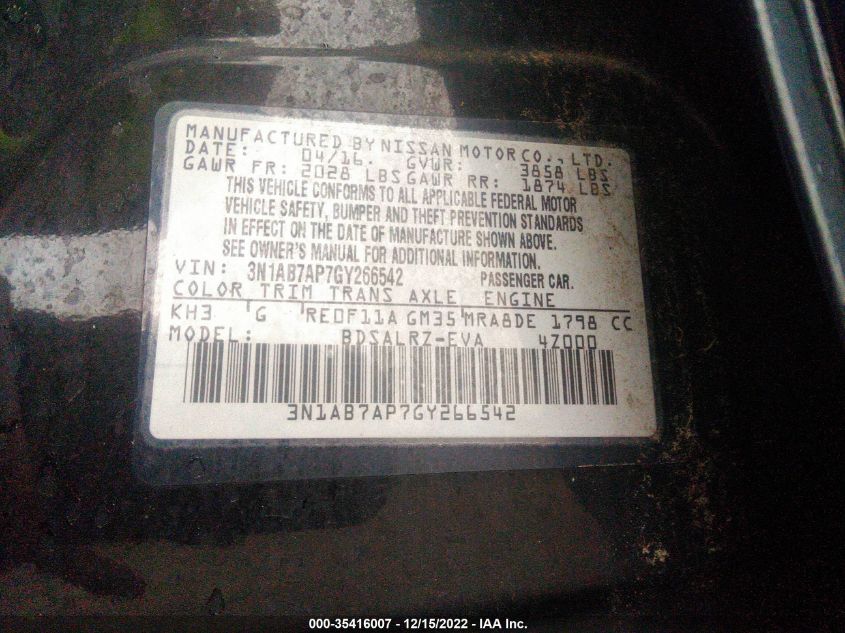 MANUFACTURED BY NISSAN MOTOR CO., LTD.
DATE: 04/16. GVWR: 3858 LBS
GAWR FR: 2028 LBS GAWR RR: 1874 LBS
THIS VEHICLE CONFORMS TO ALL APPLICABLE FEDERAL MOTOR
VEHICLE SAFETY, BUMPER AND THEFT PREVENTION STANDARDS
IN EFFECT ON THE DATE OF MANUFACTURE SHOWN ABOVE.
SEE OWNER'S MANUAL FOR ADDITIONAL INFORMATION.
VIN: 3N1AB7AP7GY266542 PASSENGER CAR.
COLOR TRIM TRANS AXLE ENGINE
KH3 G RE0F11A GM35 MRA8DE 1798 CC
MODEL: BDSALRZ-EVA 4Z000
3N1AB7AP7GY266542
000-35416007 - 12/15/2022 - IAA Inc.